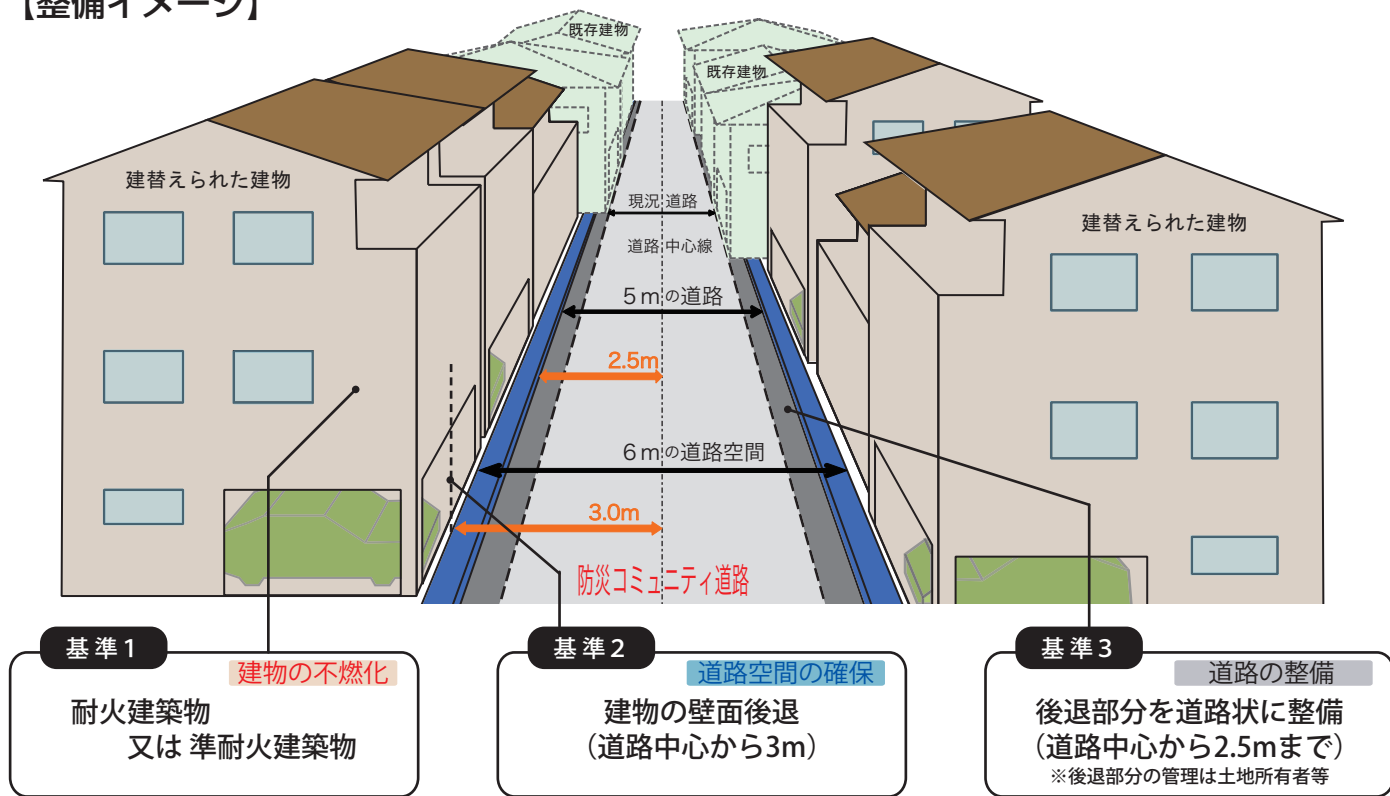 【整備イメージ】
既存建物
既存建物
建替えられた建物
建替えられた建物
現況道路
道路中心線
5mの道路
2.5m
6mの道路空間
3.0m
防災コミュニティ道路
基準1
建物の不燃化
耐火建築物
又は 準耐火建築物
基準2
道路空間の確保
建物の壁面後退
（道路中心から3m）
基準3
道路の整備
後退部分を道路状に整備
（道路中心から2.5mまで）
※後退部分の管理は土地所有者等